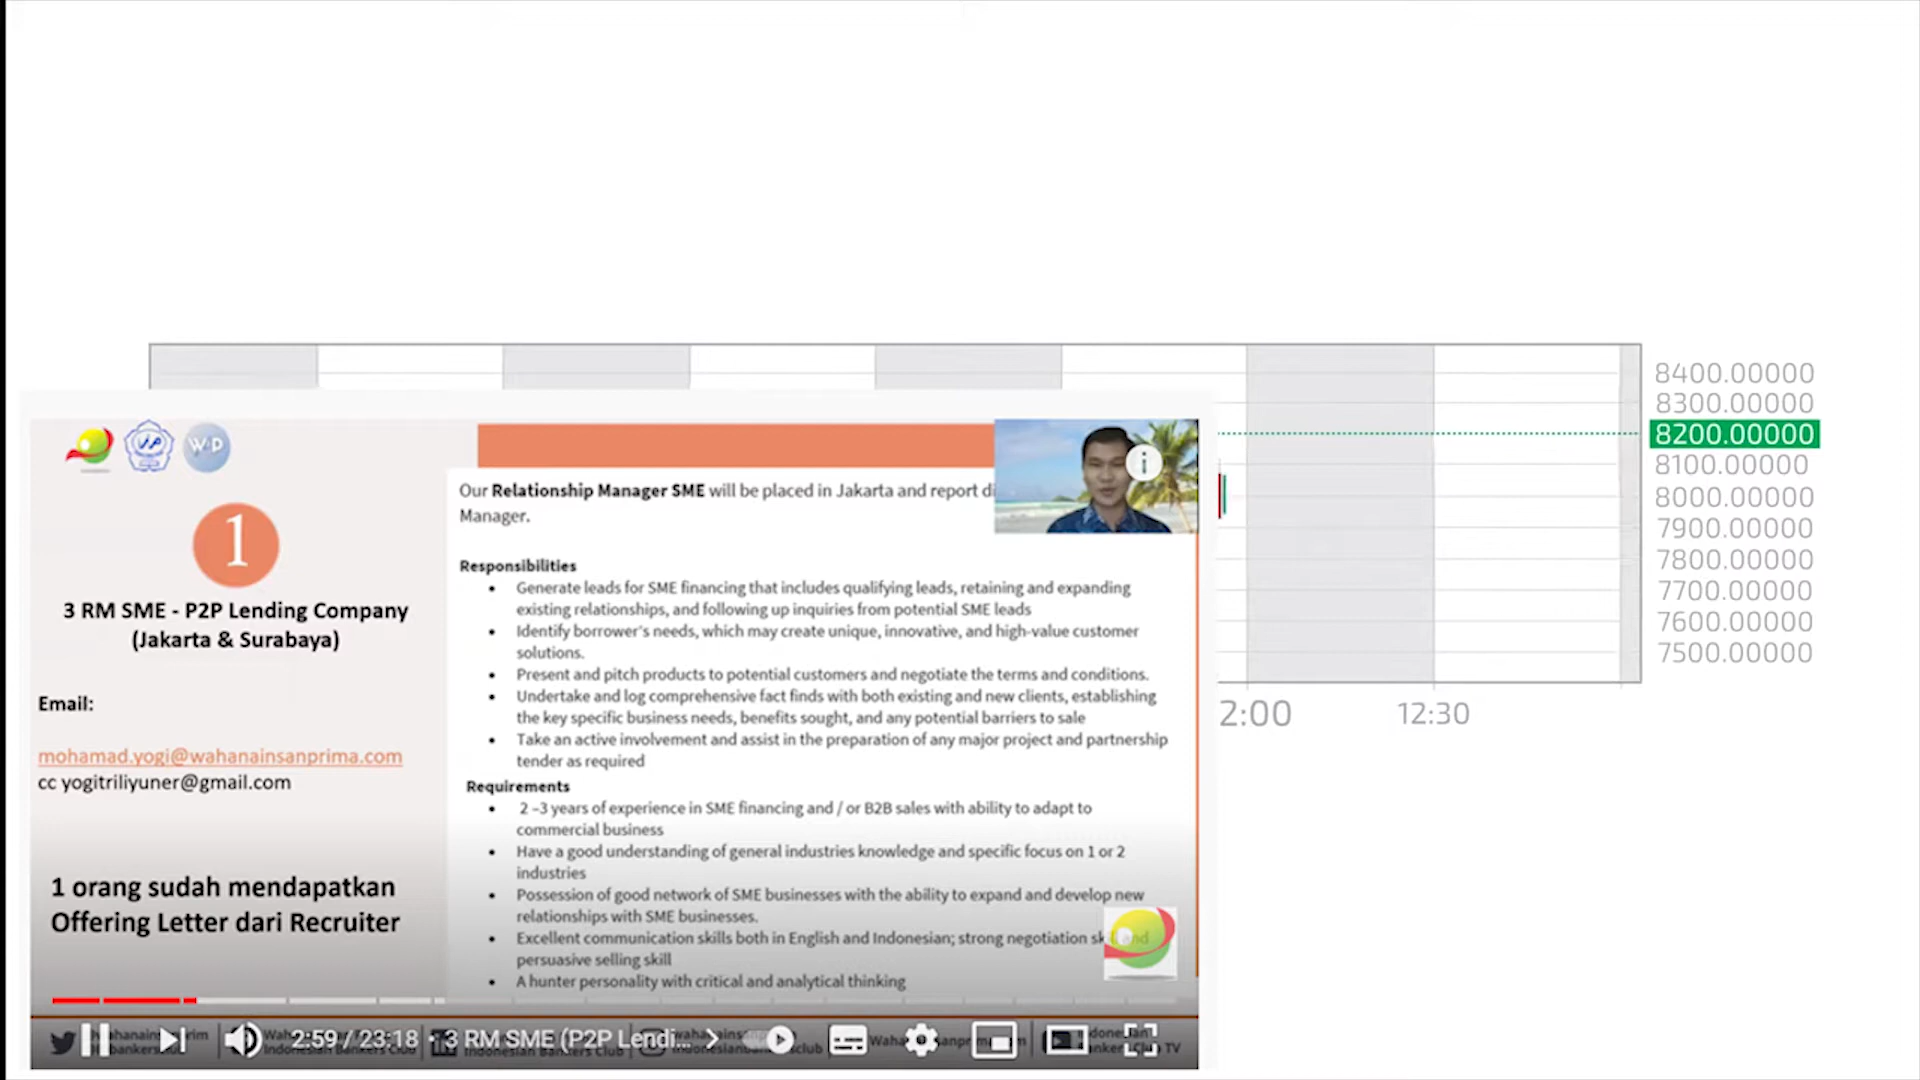 8400.00000
8300.00000
8200.00000
8100.00000
8000.00000
7900.00000
7800.00000
7700.00000
7600.00000
7500.00000
2:00
12:30
1
3 RM SME - P2P Lending Company
(Jakarta & Surabaya)
Email:
mohamad.yogi@wahanainsanprima.com
cc yogitriliyuner@gmail.com
1 orang sudah mendapatkan
Offering Letter dari Recruiter
Our Relationship Manager SME will be placed in Jakarta and report di
Manager.
Responsibilities
• Generate leads for SME financing that includes qualifying leads, retaining and expanding
existing relationships, and following up inquiries from potential SME leads
• Identify borrower's needs, which may create unique, innovative, and high-value customer
solutions.
• Present and pitch products to potential customers and negotiate the terms and conditions.
• Undertake and log comprehensive fact finds with both existing and new clients, establishing
the key specific business needs, benefits sought, and any potential barriers to sale
• Take an active involvement and assist in the preparation of any major project and partnership
tender as required
Requirements
• 2 –3 years of experience in SME financing and / or B2B sales with ability to adapt to
commercial business
• Have a good understanding of general industries knowledge and specific focus on 1 or 2
industries
• Possession of good network of SME businesses with the ability to expand and develop new
relationships with SME businesses.
• Excellent communication skills both in English and Indonesian; strong negotiation skill and
persuasive selling skill
• A hunter personality with critical and analytical thinking
2:59 / 23:18 • 3 RM SME (P2P Lendi...